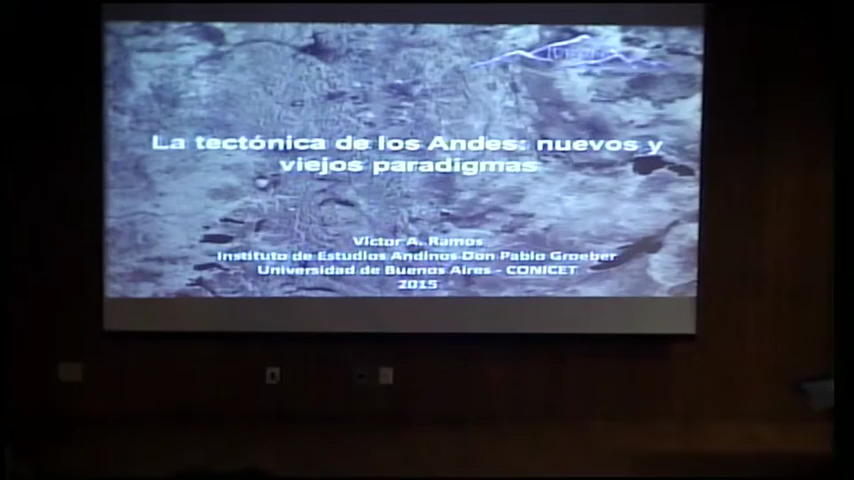 La tectónica de los Andes: nuevos y
viejos paradigmas
Víctor A. Ramos
Instituto de Estudios Andinos Don Pablo Groeber
Universidad de Buenos Aires - CONICET
2015